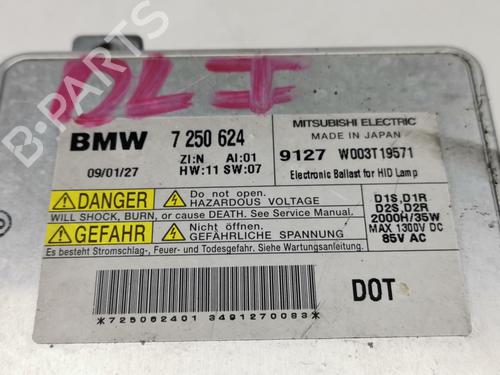 BMW 7 250 624
ZI:N AI:01
09/01/27 HW:11 SW:07
MITSUBISHI ELECTRIC
MADE IN JAPAN
9127 W003T19571
Electronic Ballast for HID Lamp
DANGER Do not open.
HAZARDOUS VOLTAGE
WILL SHOCK, BURN, or cause DEATH. See Service Manual.
GEFAHR Nicht öffnen.
GEFÄHRLICHE SPANNUNG
Es besteht Stromschlag-, Feuer- und Todesgefahr. Siehe Wartungsanleitung.
D1S,D1R
D2S,D2R
2000H/35W
MAX 1300V DC
85V AC
*725062401 3491270083*
DOT
B-PARTS